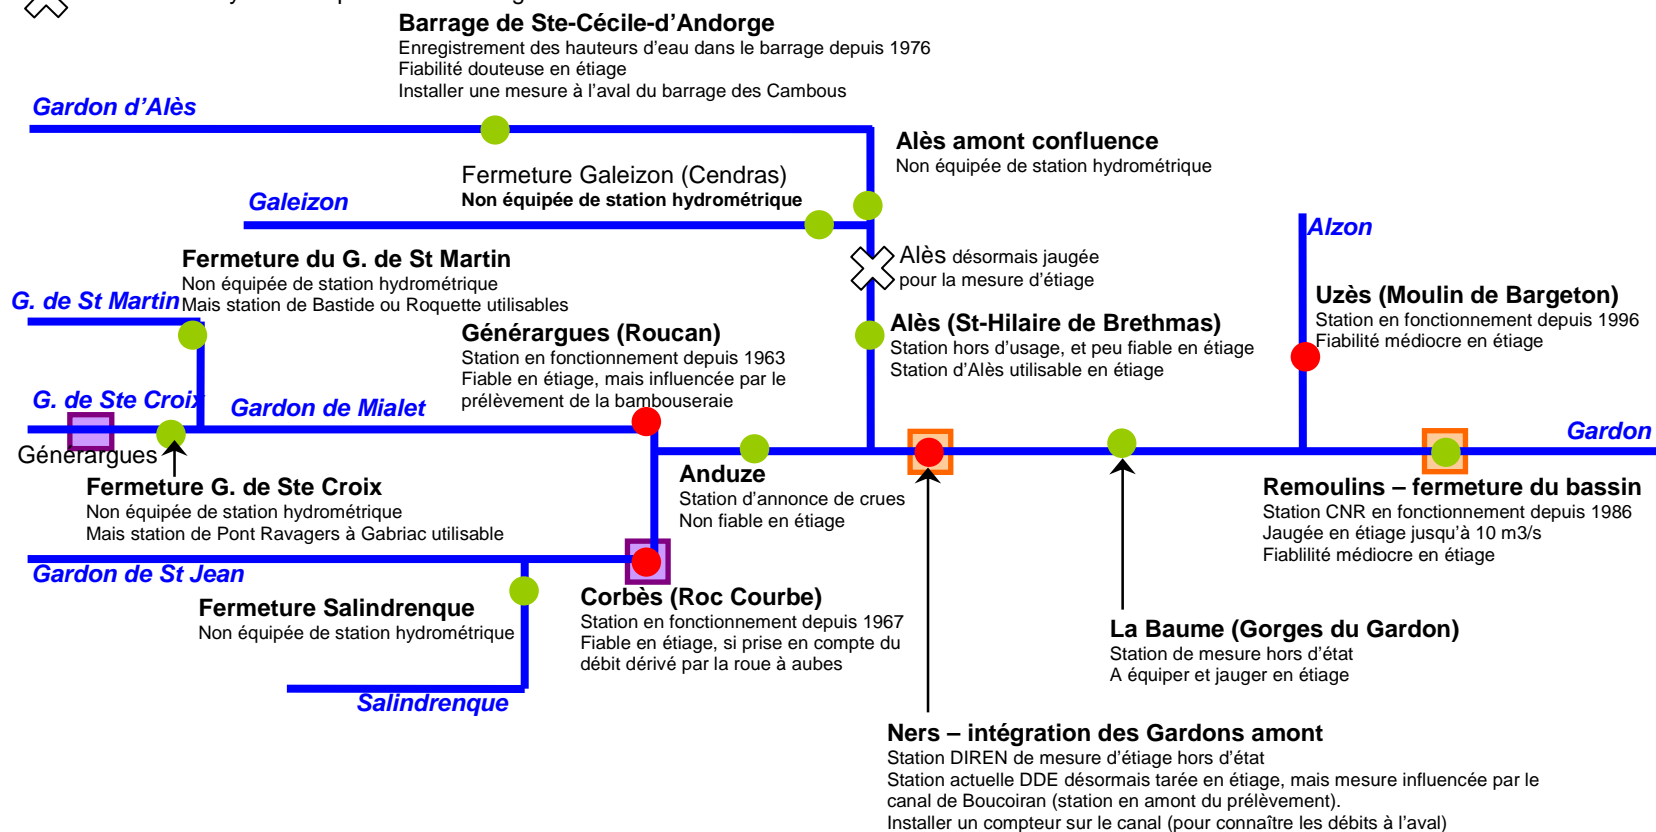 Barrage de Ste-Cécile-d'Andorge
Enregistrement des hauteurs d'eau dans le barrage depuis 1976
Fiabilité douteuse en étiage
Installer une mesure à l'aval du barrage des Cambous
Gardon d'Alès
Alès amont confluence
Non équipée de station hydrométrique
Fermeture Galeizon (Cendras)
Non équipée de station hydrométrique
Galeizon
Alzon
Alès désormais jaugée
pour la mesure d'étiage
Fermeture du G. de St Martin
Non équipée de station hydrométrique
Mais station de Bastide ou Roquette utilisables
G. de St Martin
Uzès (Moulin de Bargeton)
Station en fonctionnement depuis 1996
Fiabilité médiocre en étiage
Générargues (Roucan)
Station en fonctionnement depuis 1963
Fiable en étiage, mais influencée par le
prélèvement de la bambouseraie
Alès (St-Hilaire de Brethmas)
Station hors d'usage, et peu fiable en étiage
Station d'Alès utilisable en étiage
G. de Ste Croix
Gardon de Mialet
Gardon
Générargues
Fermeture G. de Ste Croix
Non équipée de station hydrométrique
Mais station de Pont Ravagers à Gabriac utilisable
Anduze
Station d'annonce de crues
Non fiable en étiage
Remoulins – fermeture du bassin
Station CNR en fonctionnement depuis 1986
Jaugée en étiage jusqu'à 10 m3/s
Fiablilité médiocre en étiage
Gardon de St Jean
Fermeture Salindrenque
Non équipée de station hydrométrique
Corbès (Roc Courbe)
Station en fonctionnement depuis 1967
Fiable en étiage, si prise en compte du
débit dérivé par la roue à aubes
La Baume (Gorges du Gardon)
Station de mesure hors d'état
A équiper et jauger en étiage
Salindrenque
Ners – intégration des Gardons amont
Station DIREN de mesure d'étiage hors d'état
Station actuelle DDE désormais tarée en étiage, mais mesure influencée par le
canal de Boucoiran (station en amont du prélèvement).
Installer un compteur sur le canal (pour connaître les débits à l'aval)